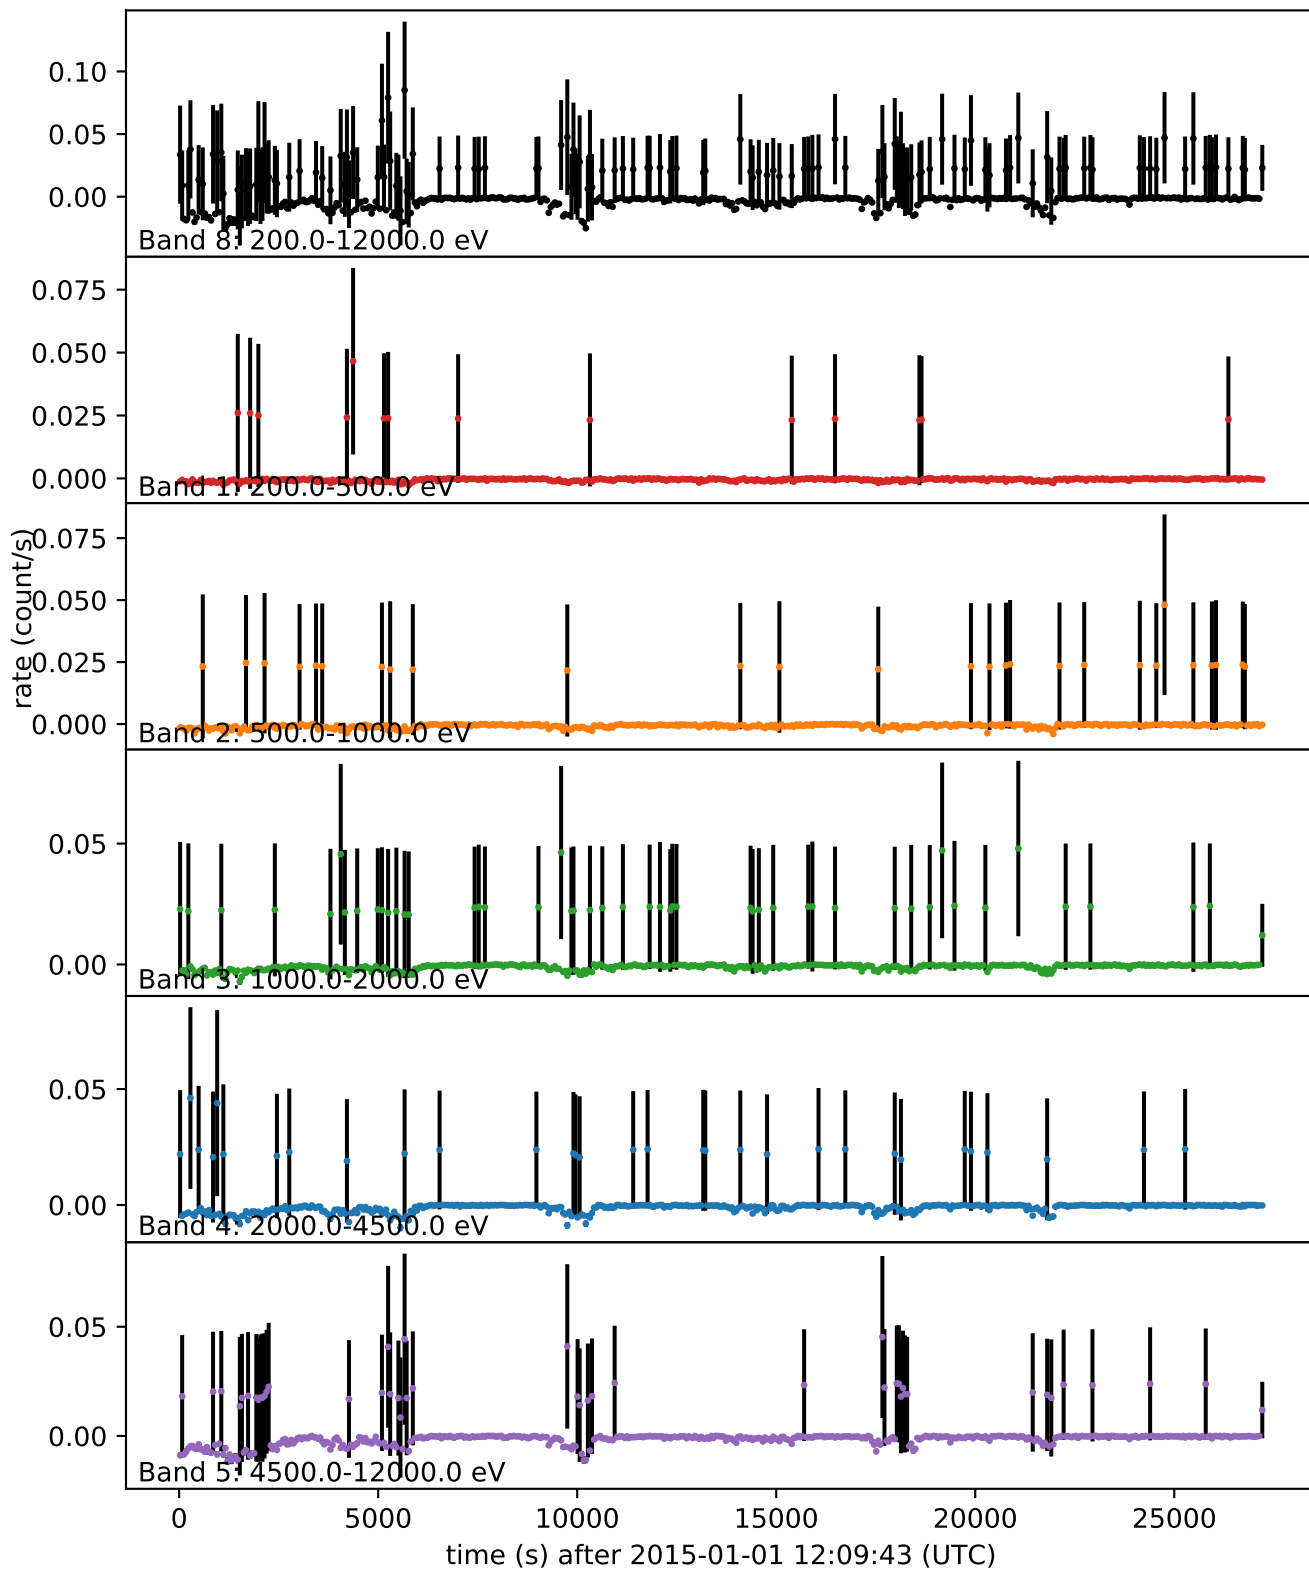 0.10
0.05
0.00
Band 8: 200.0-12000.0 eV
0.075
0.050
0.025
0.000
Band 1: 200.0-500.0 eV
rate (count/s)
0.075
0.050
0.025
0.000
Band 2: 500.0-1000.0 eV
0.05
0.00
Band 3: 1000.0-2000.0 eV
0.05
0.00
Band 4: 2000.0-4500.0 eV
0.05
0.00
Band 5: 4500.0-12000.0 eV
0 5000 10000 15000 20000 25000
time (s) after 2015-01-01 12:09:43 (UTC)